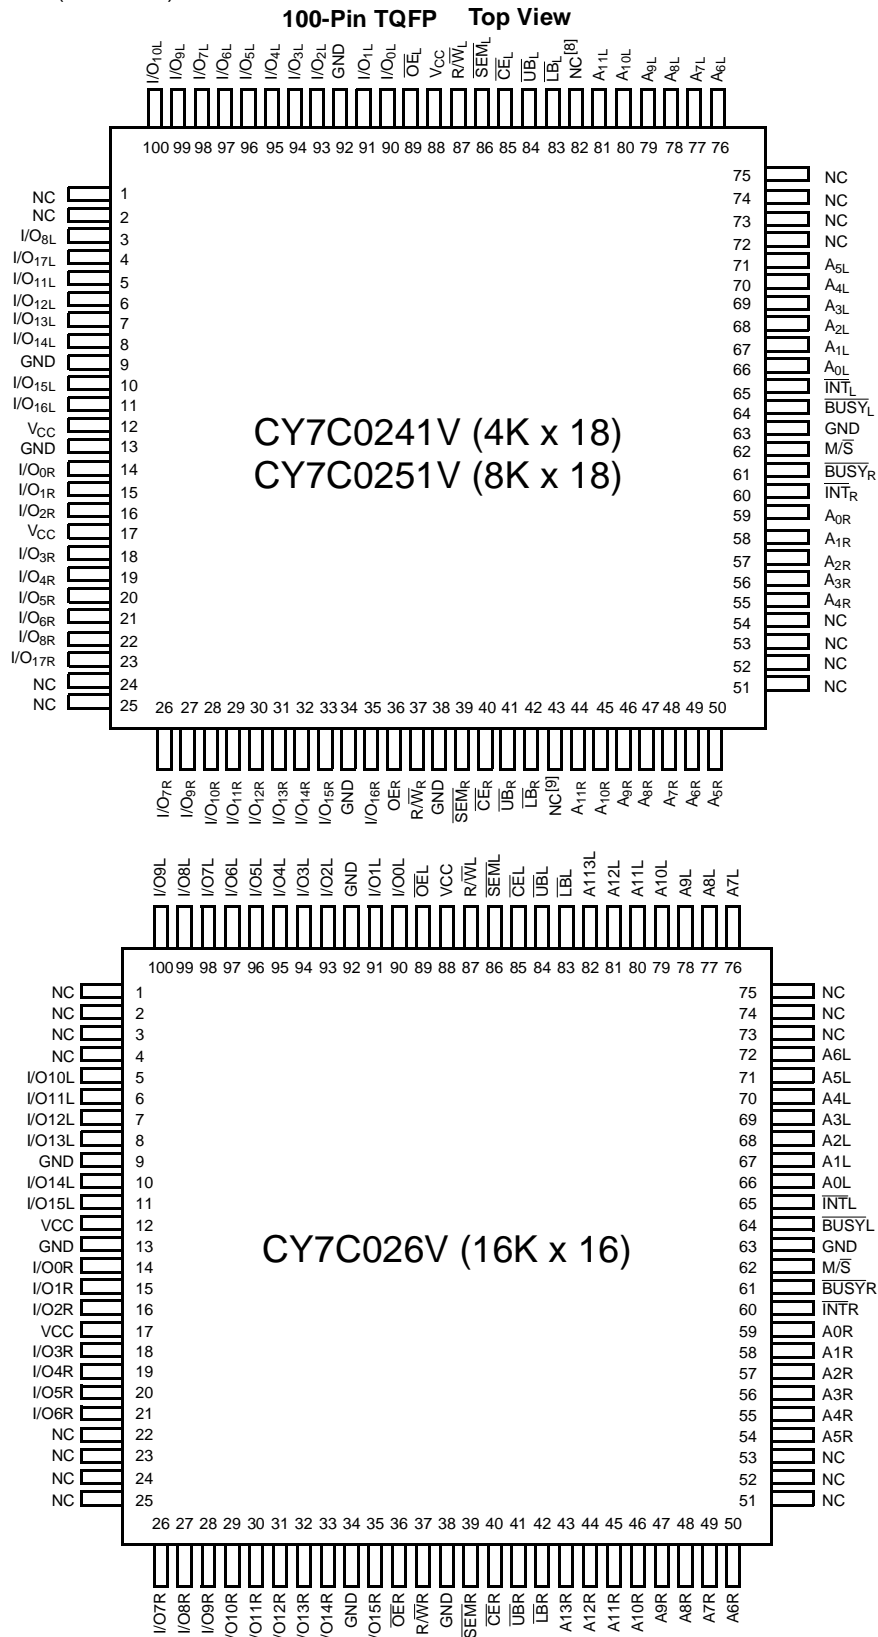 100-Pin TQFP Top View
I/O10L I/O9L I/O7L I/O6L I/O5L I/O4L I/O3L I/O2L GND I/O1L I/O0L OEL VCC R/WL SEML CEL UBL LBL NC[8] A11L A10L A9L A8L A7L A6L
100 99 98 97 96 95 94 93 92 91 90 89 88 87 86 85 84 83 82 81 80 79 78 77 76
NC 1
NC 2
I/O8L 3
I/O17L 4
I/O11L 5
I/O12L 6
I/O13L 7
I/O14L 8
GND 9
I/O15L 10
I/O16L 11
VCC 12
GND 13
I/O0R 14
I/O1R 15
I/O2R 16
VCC 17
I/O3R 18
I/O4R 19
I/O5R 20
I/O6R 21
I/O8R 22
I/O17R 23
NC 24
NC 25
CY7C0241V (4K x 18)
CY7C0251V (8K x 18)
75 NC
74 NC
73 NC
72 NC
71 A5L
70 A4L
69 A3L
68 A2L
67 A1L
66 A0L
65 INTL
64 BUSYL
63 GND
62 M/S
61 BUSYR
60 INTR
59 A0R
58 A1R
57 A2R
56 A3R
55 A4R
54 NC
53 NC
52 NC
51 NC
26 27 28 29 30 31 32 33 34 35 36 37 38 39 40 41 42 43 44 45 46 47 48 49 50
I/O7R I/O9R I/O10R I/O11R I/O12R I/O13R I/O14R I/O15R GND I/O16R OER R/WR GND SEMR CER UBR LBR NC[9] A11R A10R A9R A8R A7R A6R A5R
I/O9L I/O8L I/O7L I/O6L I/O5L I/O4L I/O3L I/O2L GND I/O1L I/O0L OEL VCC R/WL SEML CEL UBL LBL A113L A12L A11L A10L A9L A8L A7L
100 99 98 97 96 95 94 93 92 91 90 89 88 87 86 85 84 83 82 81 80 79 78 77 76
NC 1
NC 2
NC 3
NC 4
I/O10L 5
I/O11L 6
I/O12L 7
I/O13L 8
GND 9
I/O14L 10
I/O15L 11
VCC 12
GND 13
I/O0R 14
I/O1R 15
I/O2R 16
VCC 17
I/O3R 18
I/O4R 19
I/O5R 20
I/O6R 21
NC 22
NC 23
NC 24
NC 25
CY7C026V (16K x 16)
75 NC
74 NC
73 NC
72 A6L
71 A5L
70 A4L
69 A3L
68 A2L
67 A1L
66 A0L
65 INTL
64 BUSYL
63 GND
62 M/S
61 BUSYR
60 INTR
59 A0R
58 A1R
57 A2R
56 A3R
55 A4R
54 A5R
53 NC
52 NC
51 NC
26 27 28 29 30 31 32 33 34 35 36 37 38 39 40 41 42 43 44 45 46 47 48 49 50
I/O7R I/O8R I/O9R /O10R /O11R /O12R /O13R /O14R GND /O15R OER R/WR GND SEMR CER UBR LBR A13R A12R A11R A10R A9R A8R A7R A6R